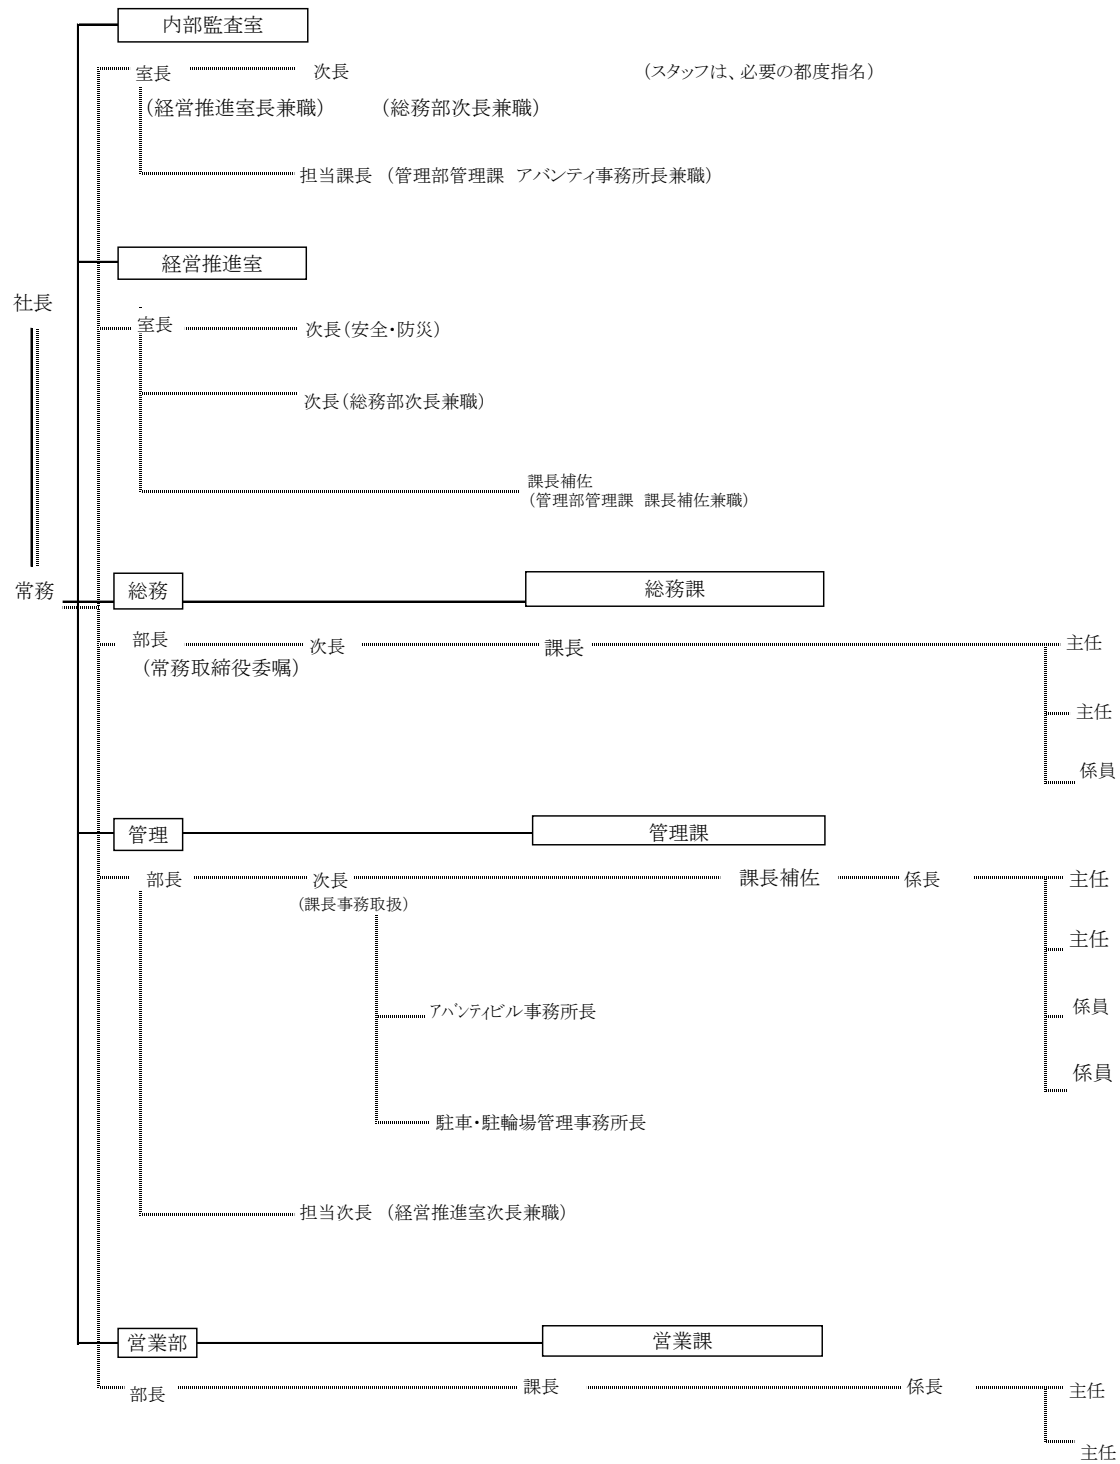 内部監査室
室長 次長 (スタッフは、必要の都度指名)
(経営推進室長兼職) (総務部次長兼職)
担当課長 (管理部管理課 アバンティ事務所長兼職)
経営推進室
社長
室長 次長(安全・防災)
次長(総務部次長兼職)
課長補佐
(管理部管理課 課長補佐兼職)
常務 総務 総務課
部長 次長 課長 主任
(常務取締役委嘱)
主任
係員
管理 管理課
部長 次長 課長補佐 係長 主任
(課長事務取扱)
主任
アバンティビル事務所長 係員
係員
駐車・駐輪場管理事務所長
担当次長 (経営推進室次長兼職)
営業部 営業課
部長 課長 係長 主任
主任